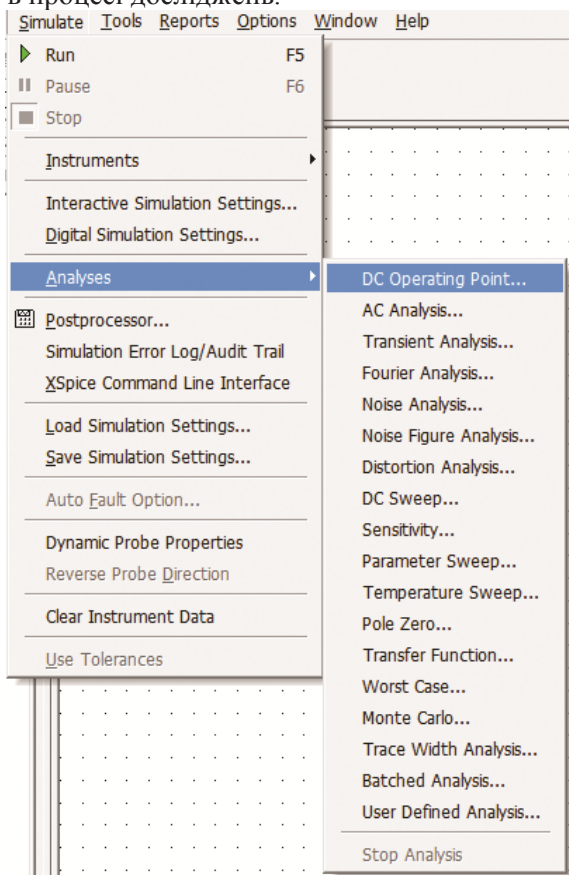 в процесі досліджень.
Simulate Tools Reports Options Window Help
Run F5
Pause F6
Stop
Instruments
Interactive Simulation Settings...
Digital Simulation Settings...
Analyses
Postprocessor...
Simulation Error Log/Audit Trail
XSpice Command Line Interface
Load Simulation Settings...
Save Simulation Settings...
Auto Fault Option...
Dynamic Probe Properties
Reverse Probe Direction
Clear Instrument Data
Use Tolerances
DC Operating Point...
AC Analysis...
Transient Analysis...
Fourier Analysis...
Noise Analysis...
Noise Figure Analysis...
Distortion Analysis...
DC Sweep...
Sensitivity...
Parameter Sweep...
Temperature Sweep...
Pole Zero...
Transfer Function...
Worst Case...
Monte Carlo...
Trace Width Analysis...
Batched Analysis...
User Defined Analysis...
Stop Analysis